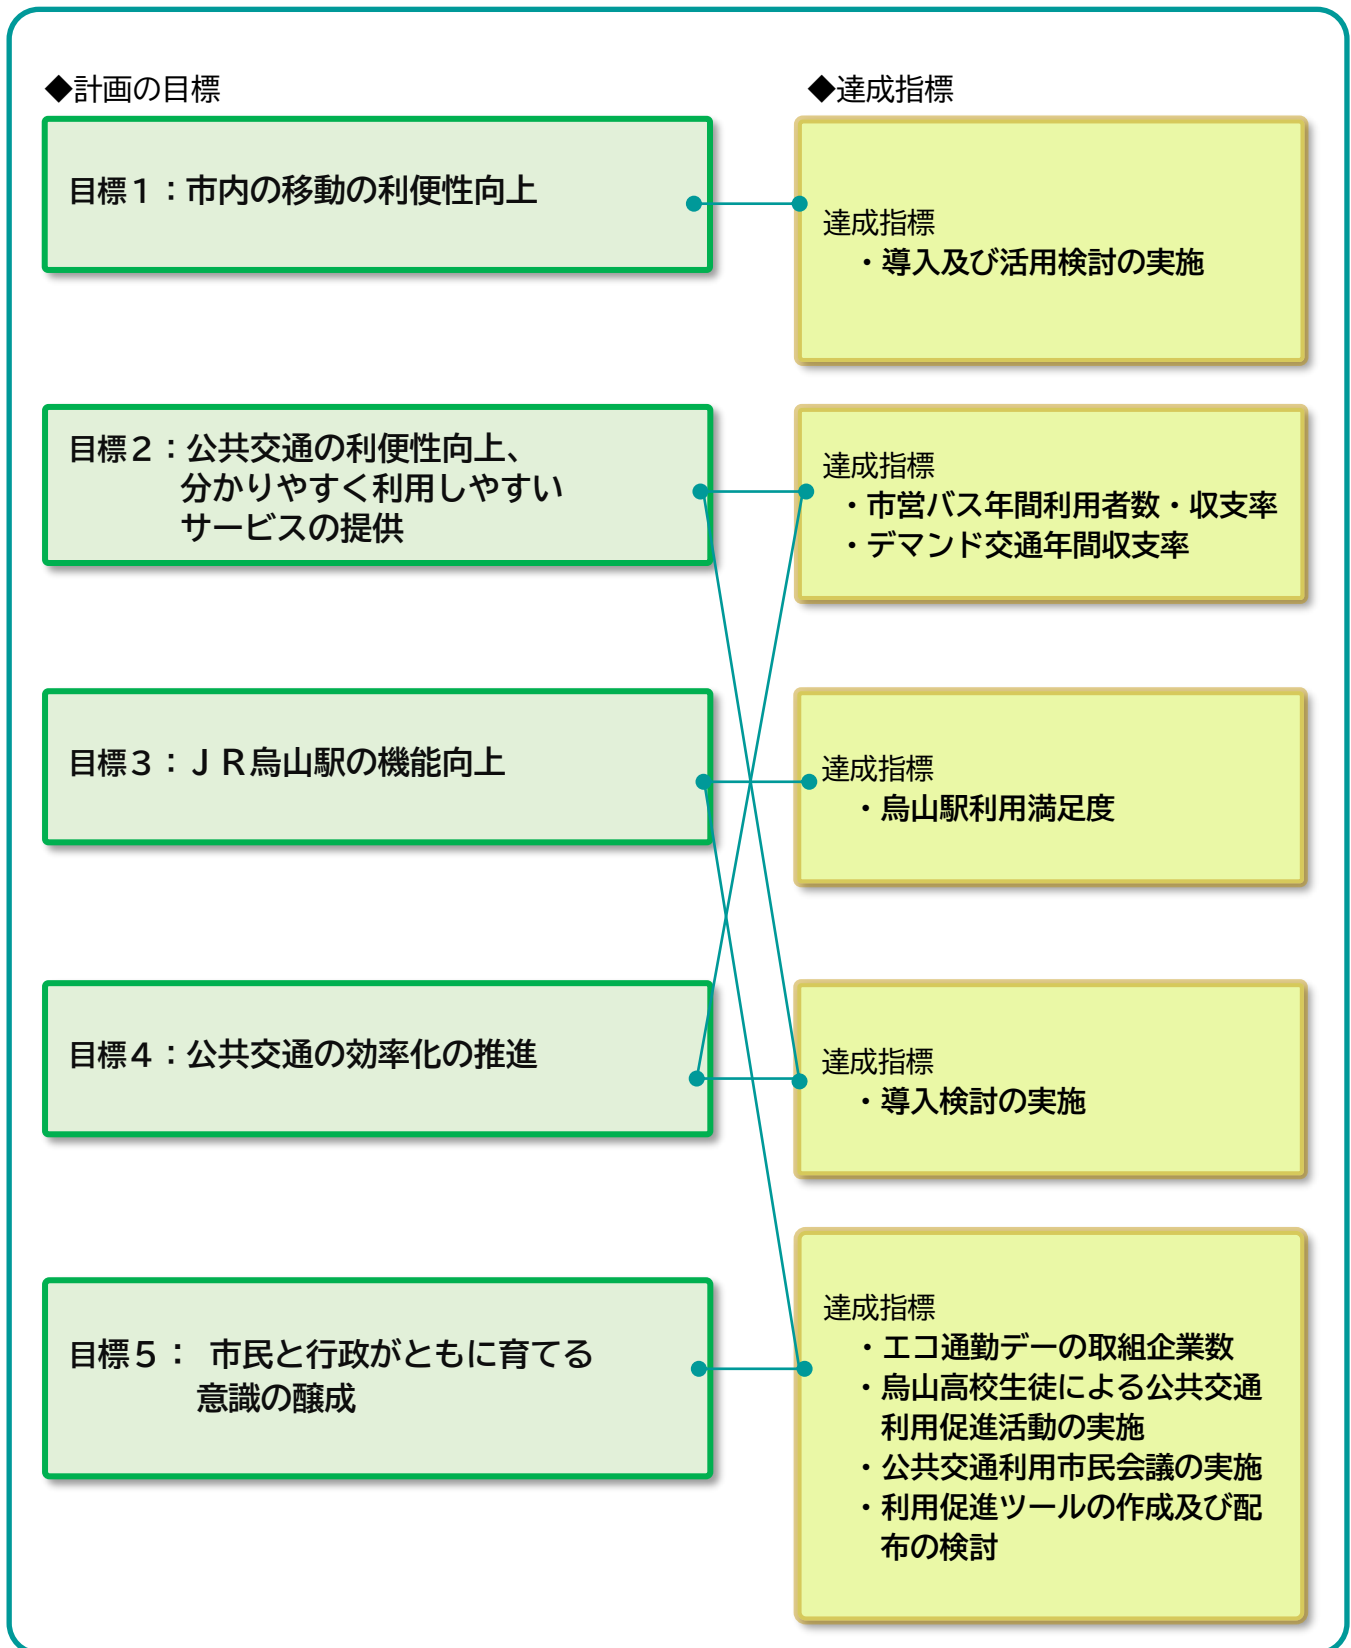 ◆計画の目標
目標１：市内の移動の利便性向上
目標２：公共交通の利便性向上、
分かりやすく利用しやすい
サービスの提供
目標３：ＪＲ烏山駅の機能向上
目標４：公共交通の効率化の推進
目標５： 市民と行政がともに育てる
意識の醸成
◆達成指標
達成指標
・導入及び活用検討の実施
達成指標
・市営バス年間利用者数・収支率
・デマンド交通年間収支率
達成指標
・烏山駅利用満足度
達成指標
・導入検討の実施
達成指標
・エコ通勤デーの取組企業数
・烏山高校生徒による公共交通
利用促進活動の実施
・公共交通利用市民会議の実施
・利用促進ツールの作成及び配
布の検討